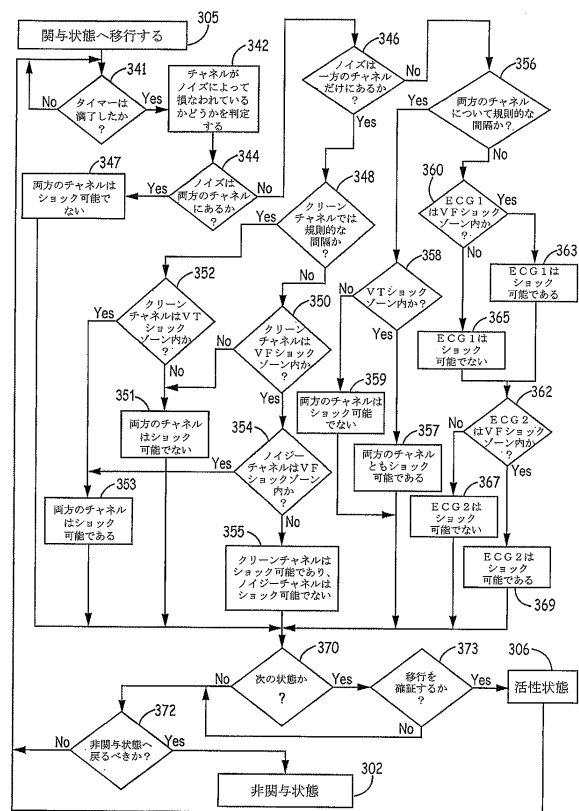 関与状態へ移行する
305
341
タイマーは
満了したか
?
No
Yes
342
チャネルが
ノイズによって
損なわれているか
どうかを判定
する
344
ノイズは
両方のチャネル
にあるか
?
Yes
No
347
両方のチャネルは
ショック可能で
ない
346
ノイズは
一方のチャネル
だけにあるか
?
No
Yes
348
クリーン
チャネルでは
規則的な
間隔か
?
Yes
No
356
両方のチャネル
について規則的な
間隔か?
Yes
No
352
クリーン
チャネルはVT
ショック
ゾーン内か
?
Yes
No
350
クリーン
チャネルは
VFショック
ゾーン内か
?
No
Yes
351
両方のチャネル
はショック
可能でない
353
両方のチャネル
はショック
可能である
354
ノイジー
チャネルはVF
ショックゾーン
内か
?
Yes
No
355
クリーンチャネルは
ショック可能であり、
ノイジーチャネルは
ショック可能でない
358
VTショック
ゾーン内か?
No
Yes
359
両方のチャネルは
ショック可能
でない
357
両方のチャネル
ともショック
可能である
360
ECG1
はVFショック
ゾーン内か
?
Yes
No
363
ECG1は
ショック
可能である
365
ECG1は
ショック
可能でない
362
ECG2
はVFショック
ゾーン内か
?
No
Yes
367
ECG2は
ショック
可能でない
ECG2は
ショック
可能である
369
370
次の状態か
?
No
Yes
373
移行を
確証するか
?
Yes
No
306
活性状態
372
非関与状態へ
戻るべきか?
No
Yes
非関与状態
302